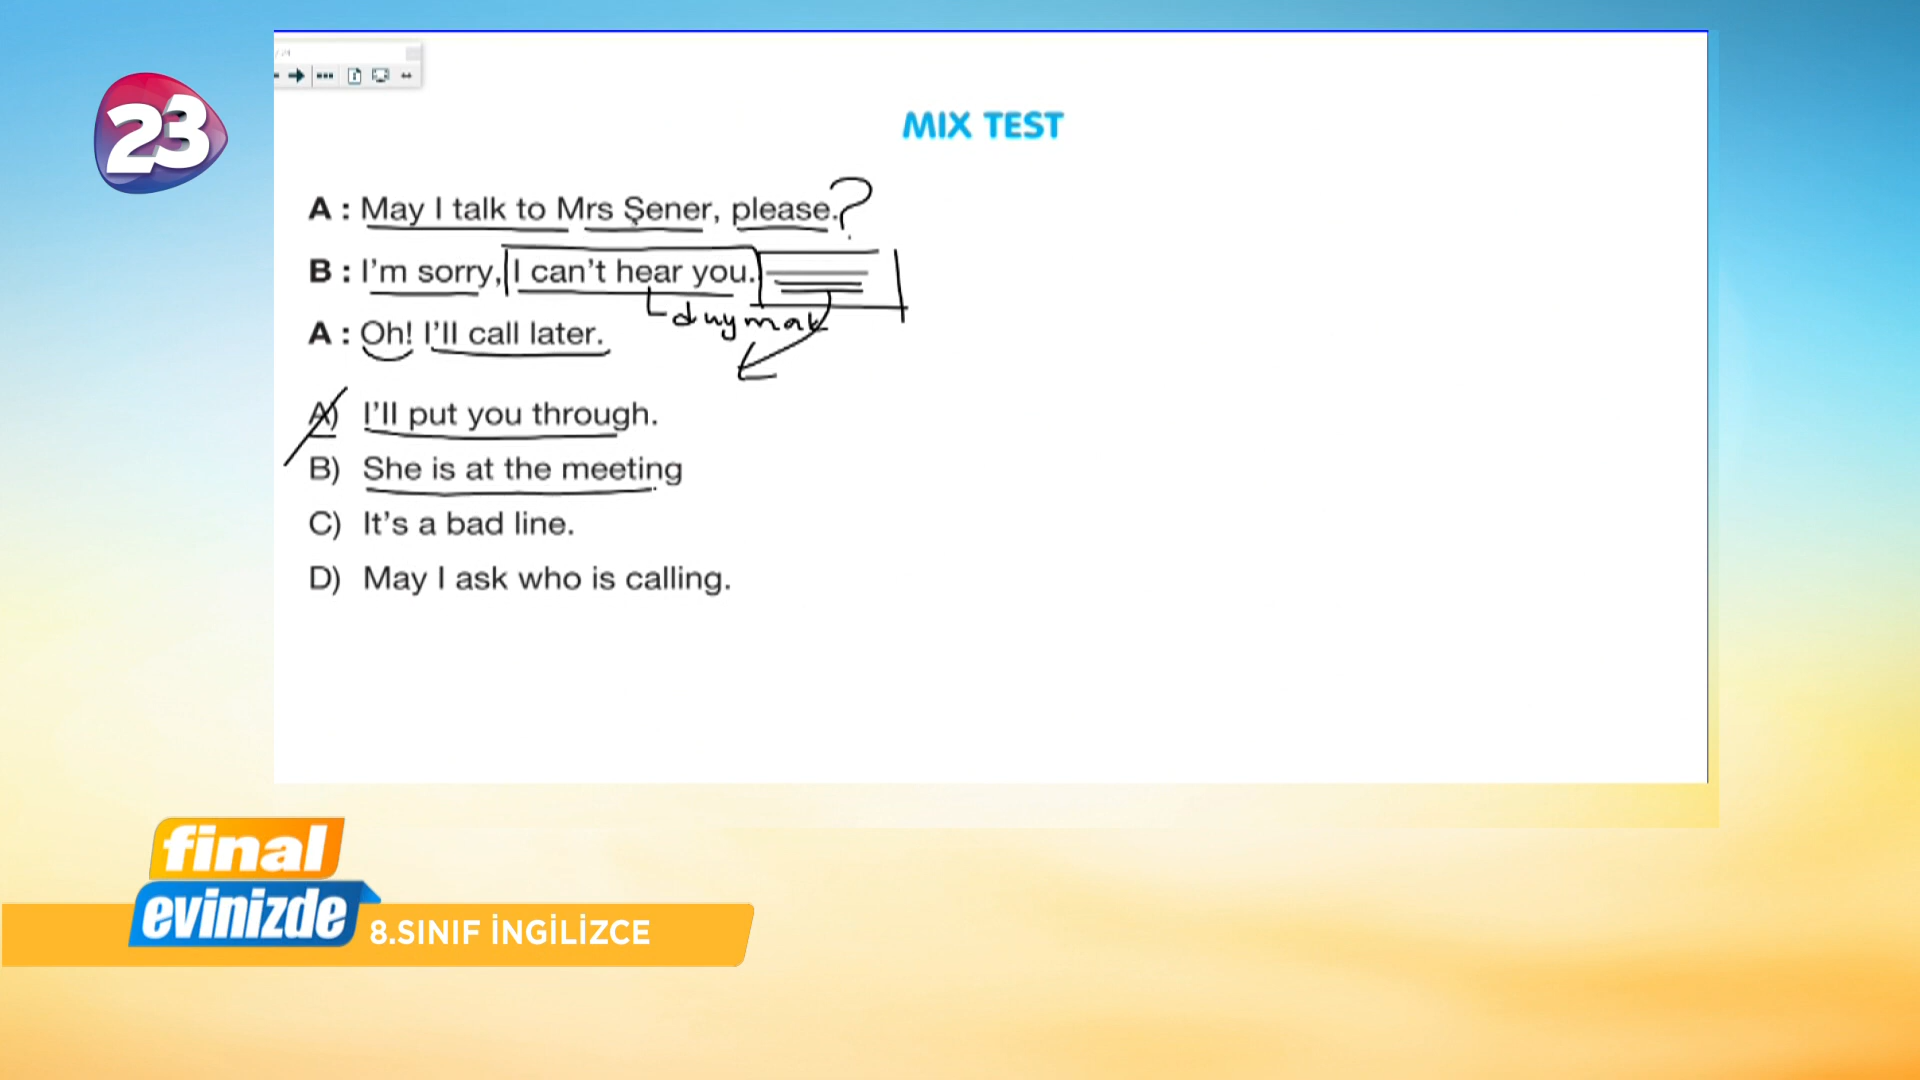 23
MIX TEST
A : May I talk to Mrs Şener, please. ?
B : I'm sorry, I can't hear you.
duymak
A : Oh! I'll call later.
A) I'll put you through.
B) She is at the meeting
C) It's a bad line.
D) May I ask who is calling.
final
evinizde
8.SINIF İNGİLİZCE